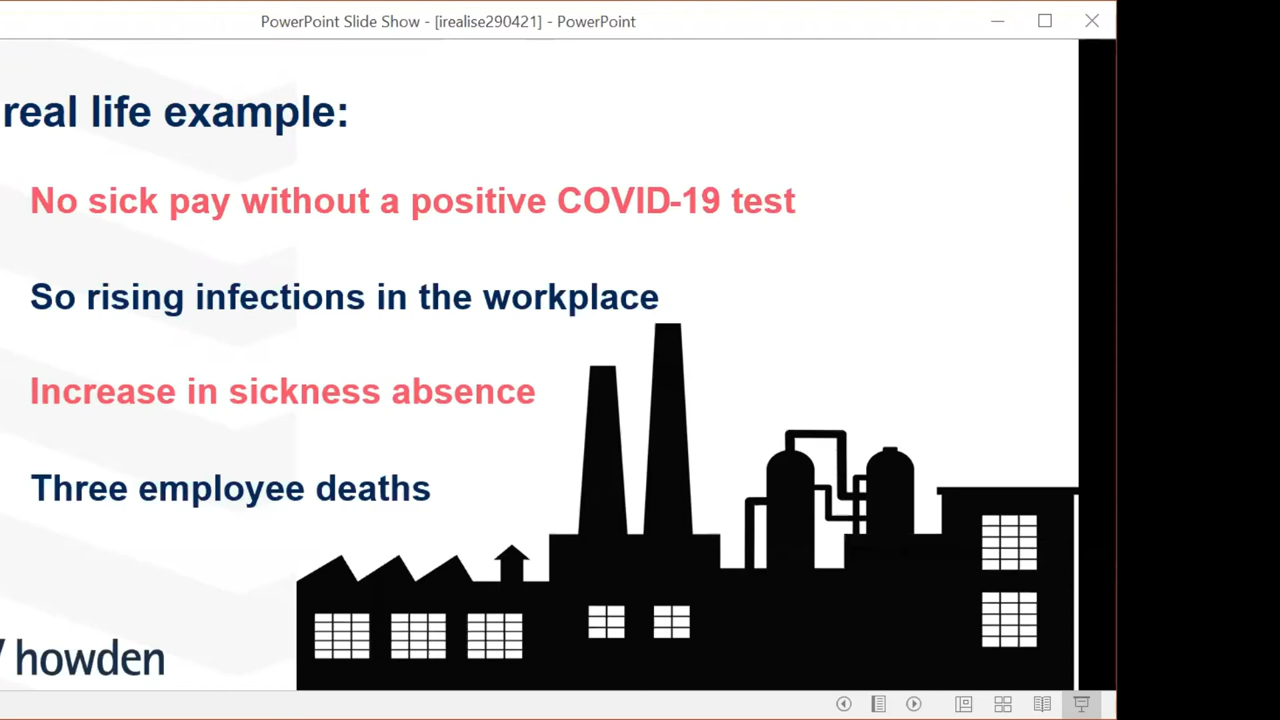 PowerPoint Slide Show - [irealise290421] - PowerPoint
real life example:
No sick pay without a positive COVID-19 test
So rising infections in the workplace
Increase in sickness absence
Three employee deaths
howden